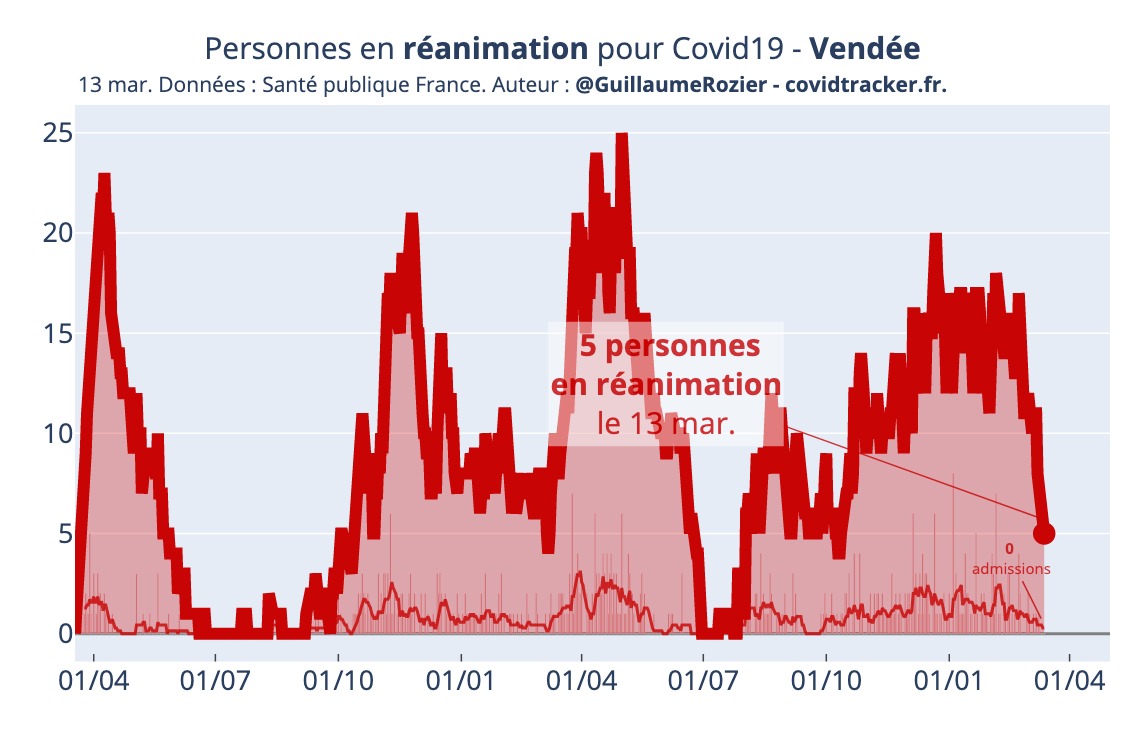 Personnes en réanimation pour Covid19 - Vendée
13 mar. Données : Santé publique France. Auteur : @GuillaumeRozier - covidtracker.fr.
25
20
15
10
5
0
5 personnes
en réanimation
le 13 mar.
0
admissions
01/04
01/07
01/10
01/01
01/04
01/07
01/10
01/01
01/04